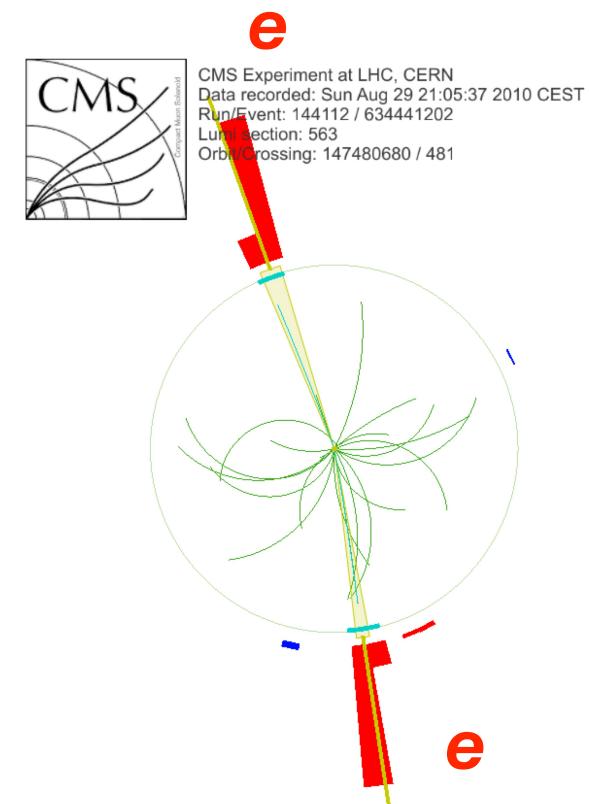 e
CMS
Compact Muon Solenoid
CMS Experiment at LHC, CERN
Data recorded: Sun Aug 29 21:05:37 2010 CEST
Run/Event: 144112 / 634441202
Lumi section: 563
Orbit/Crossing: 147480680 / 481
e